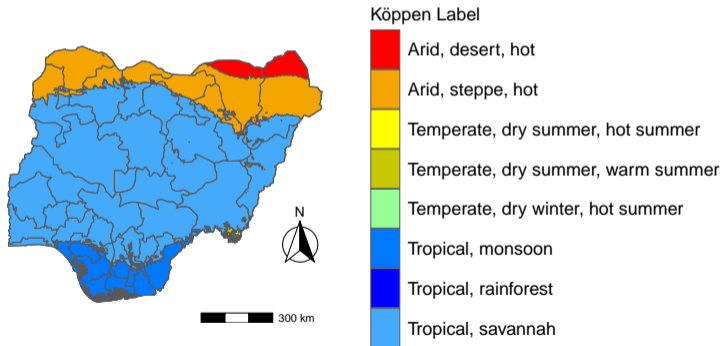 Köppen Label
Arid, desert, hot
Arid, steppe, hot
Temperate, dry summer, hot summer
Temperate, dry summer, warm summer
Temperate, dry winter, hot summer
Tropical, monsoon
Tropical, rainforest
Tropical, savannah
N
300 km